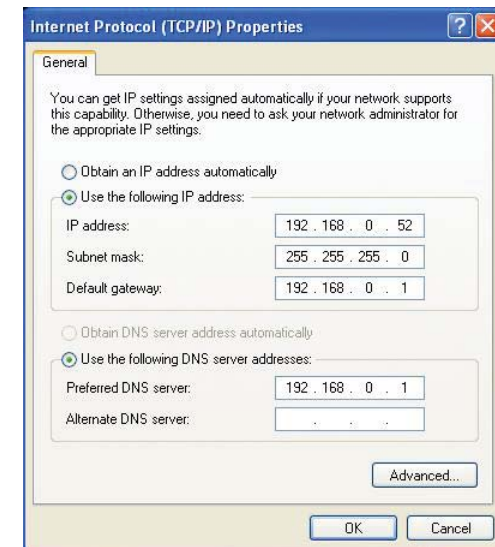 Internet Protocol (TCP/IP) Properties
General
You can get IP settings assigned automatically if your network supports
this capability. Otherwise, you need to ask your network administrator for
the appropriate IP settings.
Obtain an IP address automatically
Use the following IP address:
IP address: 192 . 168 . 0 . 52
Subnet mask: 255 . 255 . 255 . 0
Default gateway: 192 . 168 . 0 . 1
Obtain DNS server address automatically
Use the following DNS server addresses:
Preferred DNS server: 192 . 168 . 0 . 1
Alternate DNS server: . . .
Advanced...
OK Cancel